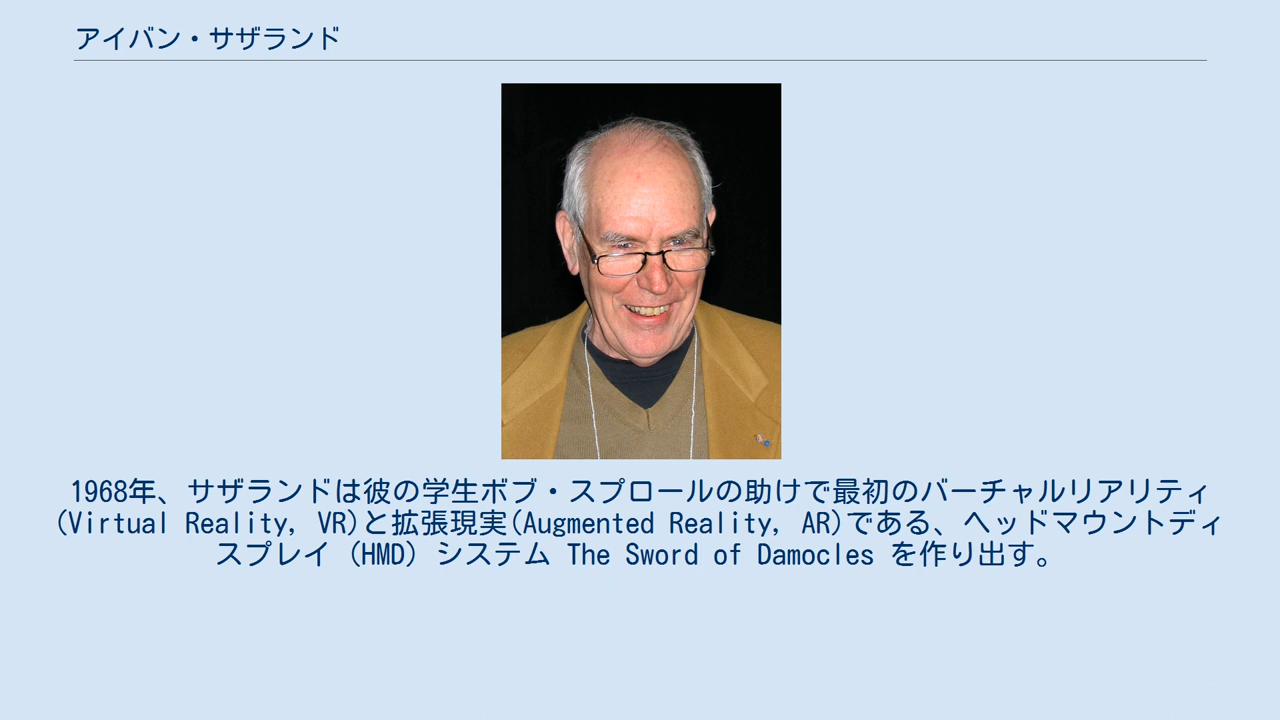 アイバン・サザランド
1968年、サザランドは彼の学生ボブ・スプロールの助けで最初のバーチャルリアリティ
(Virtual Reality, VR)と拡張現実(Augmented Reality, AR)である、ヘッドマウントディ
スプレイ (HMD) システム The Sword of Damocles を作り出す。